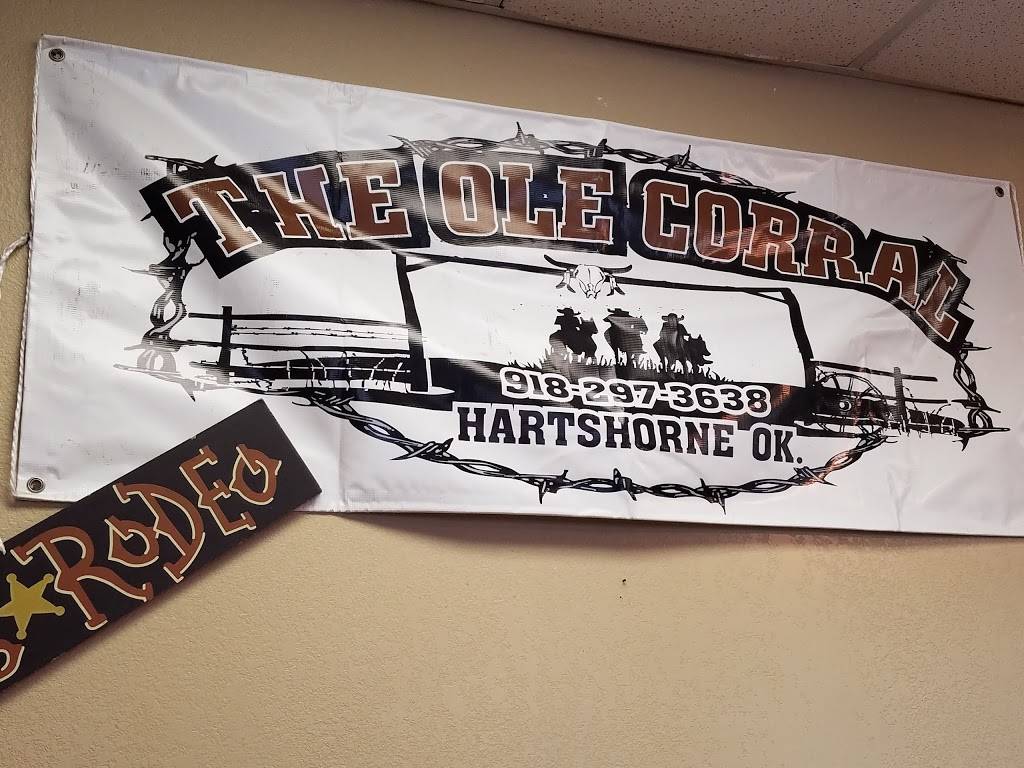 THE OLE CORRAL
918-297-3638
HARTSHORNE OK.
RODEO